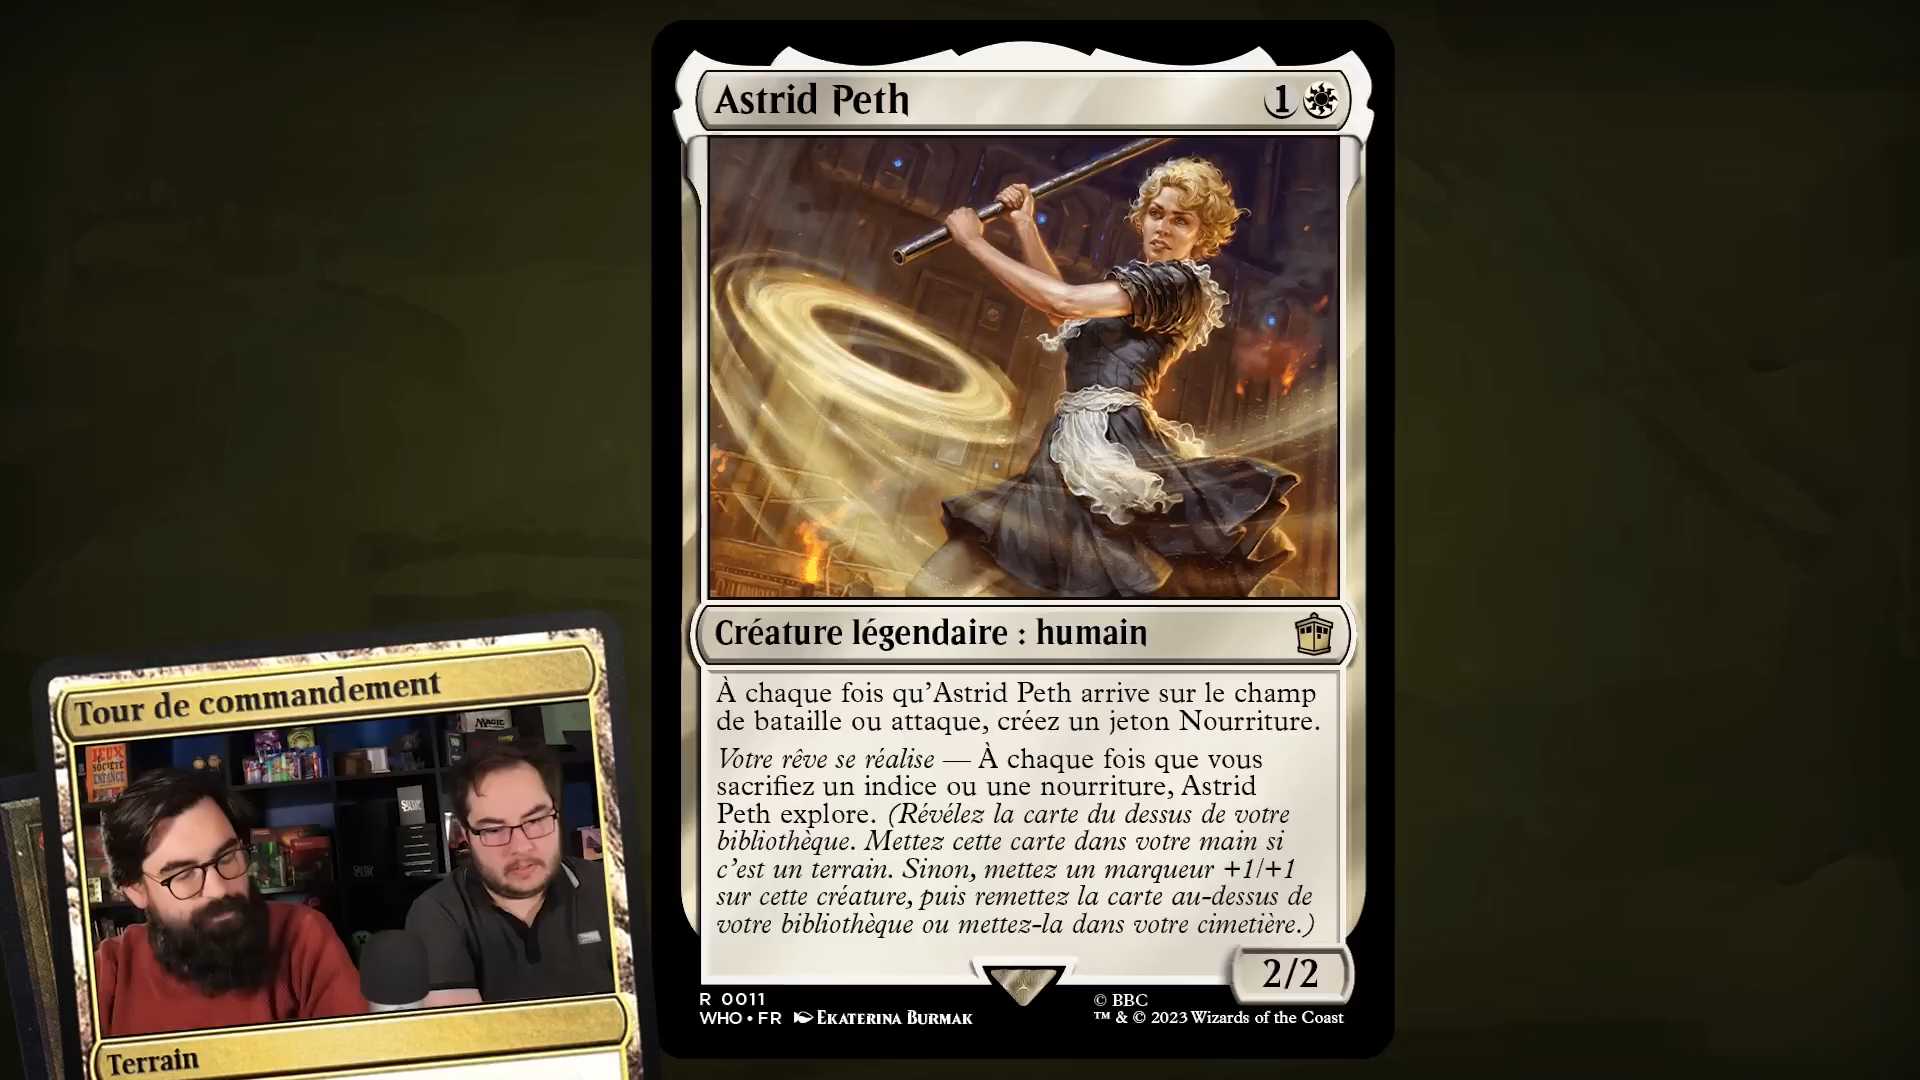 Astrid Peth
1
Créature légendaire : humain
À chaque fois qu'Astrid Peth arrive sur le champ
de bataille ou attaque, créez un jeton Nourriture.
Votre rêve se réalise — À chaque fois que vous
sacrifiez un indice ou une nourriture, Astrid
Peth explore. (Révélez la carte du dessus de votre
bibliothèque. Mettez cette carte dans votre main si
c'est un terrain. Sinon, mettez un marqueur +1/+1
sur cette créature, puis remettez la carte au-dessus de
votre bibliothèque ou mettez-la dans votre cimetière.)
2/2
R 0011
WHO • FR Ekaterina Burmak
© BBC
™ & © 2023 Wizards of the Coast
Tour de commandement
MAGIC
JEUX
SOCIÉTÉ
ENFANCE
Terrain